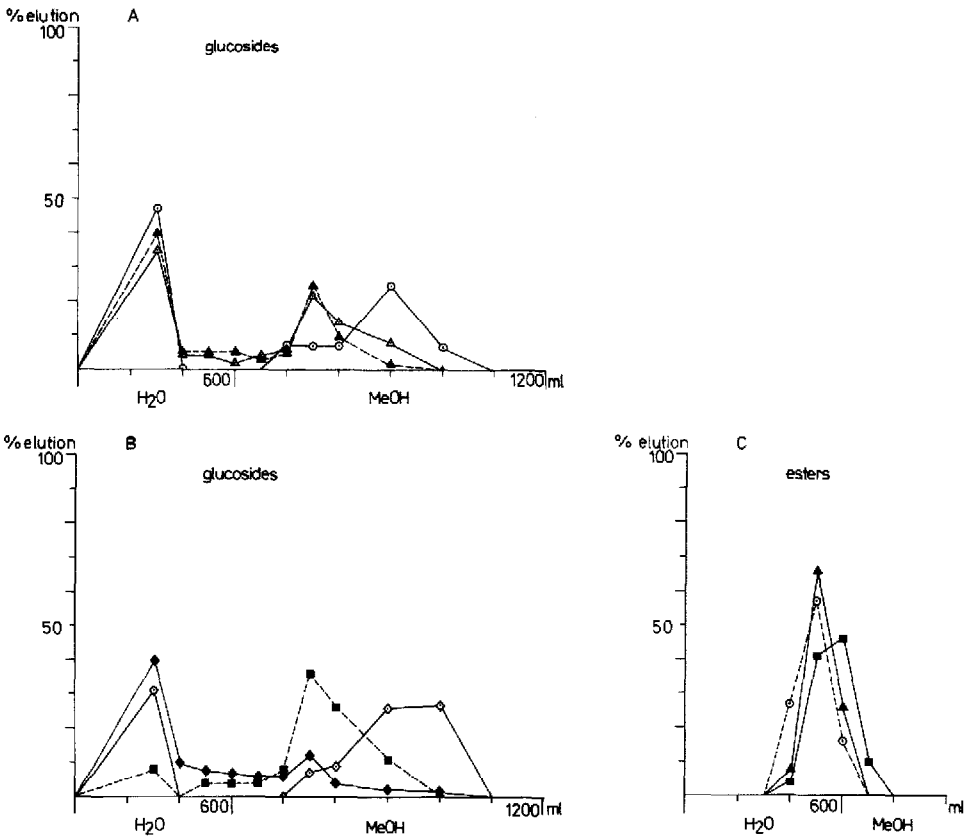 % elution A
100
glucosides
50
600 1200 ml
H₂O MeOH
% elution B
100
glucosides
50
600 1200 ml
H₂O MeOH
% elution C
100
esters
50
600 ml
H₂O MeOH